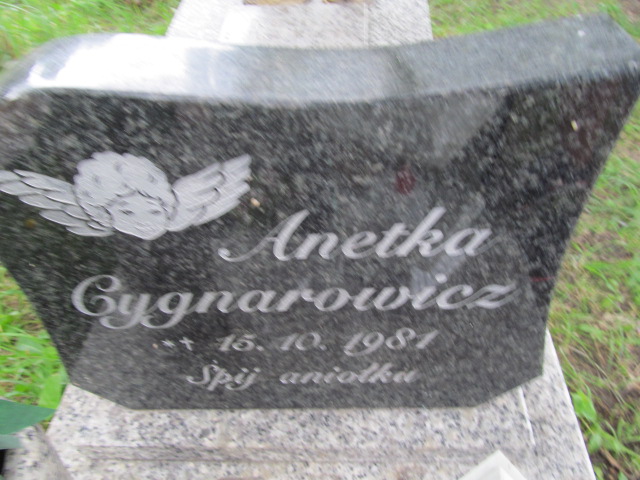 Anetka
Cygnarowicz
*✝ 15. 10. 1981
Śpij aniołku